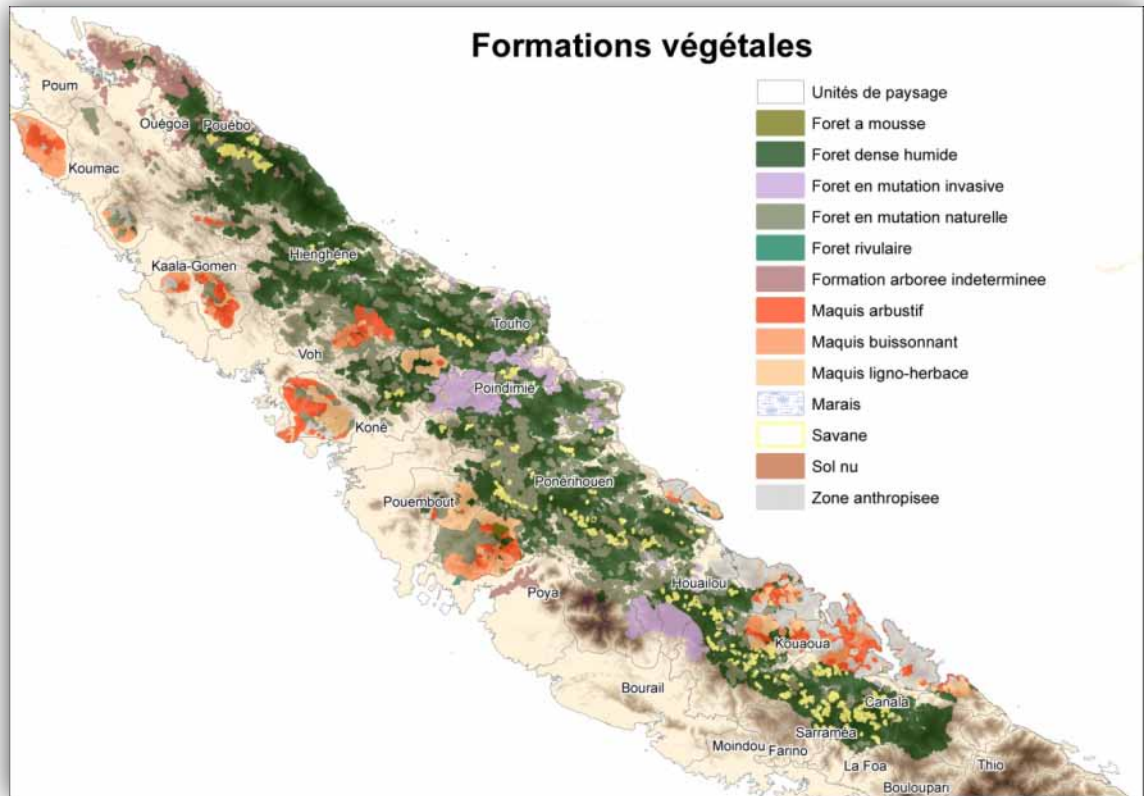 Formations végétales
Unités de paysage
Foret a mousse
Foret dense humide
Foret en mutation invasive
Foret en mutation naturelle
Foret rivulaire
Formation arboree indeterminee
Maquis arbustif
Maquis buissonnant
Maquis ligno-herbace
Marais
Savane
Sol nu
Zone anthropisee
Poum
Ouégoa
Pouébo
Koumac
Hienghène
Kaala-Gomen
Touho
Voh
Poindimié
Koné
Ponérihouen
Pouembout
Houaïlou
Poya
Kouaoua
Bourail
Canala
Sarraméa
Moindou
Farino
La Foa
Thio
Bouloupari